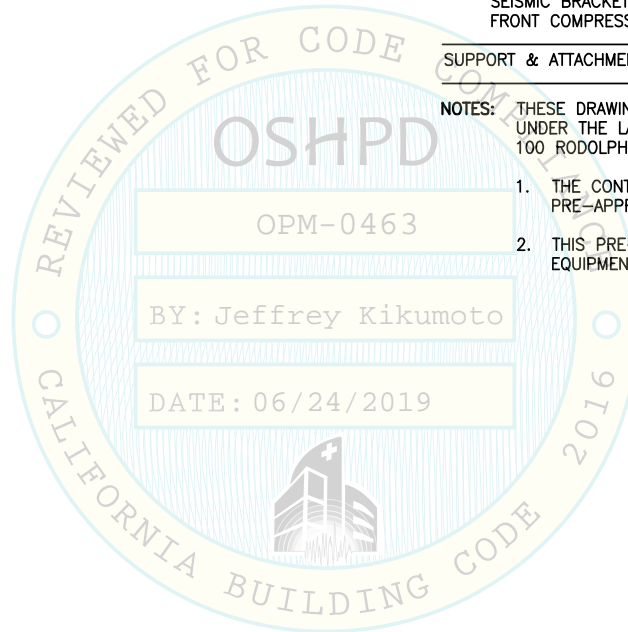 SEISMIC BRACKET
FRONT COMPRESS
SUPPORT & ATTACHME
NOTES: THESE DRAWIN
UNDER THE LA
100 RODOLPH
1. THE CONT
PRE-APPR
2. THIS PRE-
EQUIPMEN
REVIEWED FOR CODE COMPLIANCE
OSHPD
OPM-0463
BY: Jeffrey Kikumoto
DATE: 06/24/2019
CALIFORNIA BUILDING CODE 2016